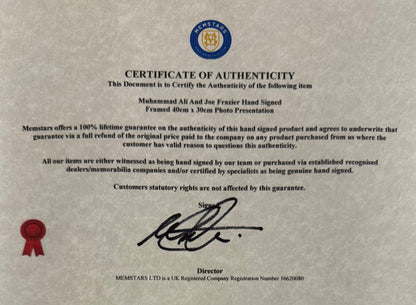 MEMSTARS
CERTIFICATE OF AUTHENTICITY
This Document is to Certify the Authenticity of the following item
Muhammad Ali And Joe Frazier Hand Signed
Framed 40cm x 30cm Photo Presentation
Memstars offers a 100% lifetime guarantee on the authenticity of this hand signed product and agrees to underwrite that
guarantee via a full refund of the original price paid to the company on any product purchased from us where the
customer has valid reason to questions this authenticity.
All our items are either witnessed as being hand signed by our team or purchased via established recognised
dealers/memorabilia companies and/or certified by specialists as being genuine hand signed.
Customers statutory rights are not affected by this guarantee.
Director
MEMSTARS LTD is a UK Registered Company Registration Number 16620080